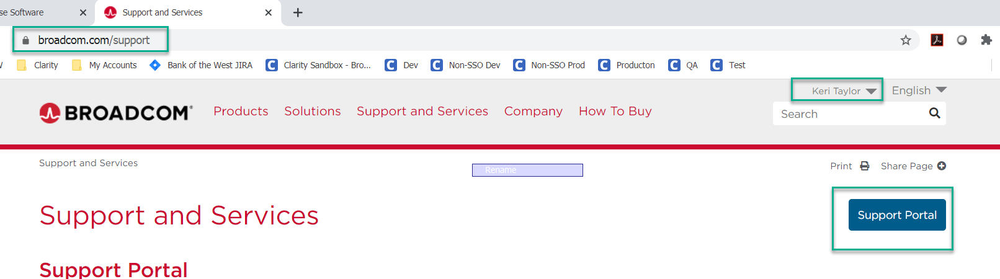 se Software
Support and Services
broadcom.com/support
Clarity My Accounts Bank of the West JIRA Clarity Sandbox - Bro... Dev Non-SSO Dev Non-SSO Prod Producton QA Test
Keri Taylor English
BROADCOM® Products Solutions Support and Services Company How To Buy
Search
Support and Services
Rename
Print Share Page
Support and Services
Support Portal
Support Portal